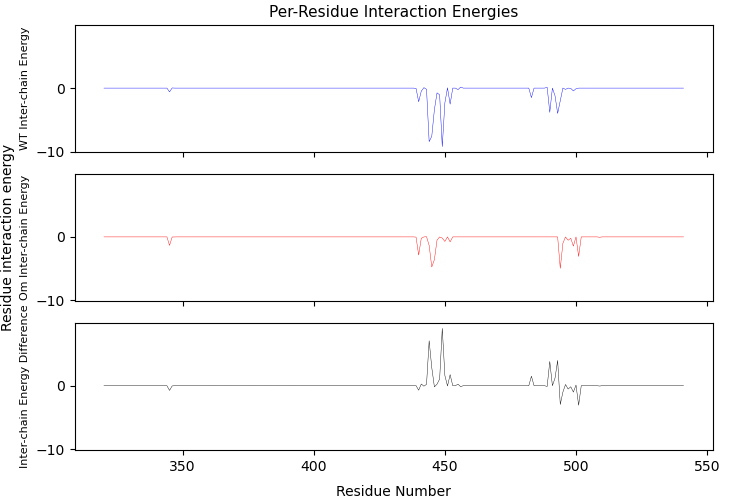 Per-Residue Interaction Energies
Residue interaction energy
WT Inter-chain Energy
0
−10
Om Inter-chain Energy
0
−10
Inter-chain Energy Difference
0
−10
350
400
450
500
550
Residue Number